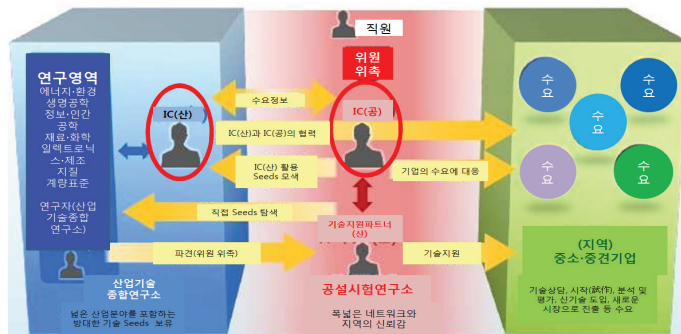 직원
위원
위촉
연구영역
에너지·환경
생명공학
정보·인간
공학
재료·화학
일렉트로닉
스·제조
지질
계량표준
연구자(산업
기술종합
연구소)
IC(산)
수요정보
IC(공)
IC(산)과 IC(공)의 협력
IC(산) 활용
Seeds 모색
기업의 수요에 대응
직접 Seeds 탐색
기술지원파트너
(산)
파견(위원 위촉)
기술지원
수
요
수
요
수
요
수
요
수
요
산업기술
종합연구소
넓은 산업분야를 포함하는
방대한 기술 Seeds 보유
공설시험연구소
폭넓은 네트워크와
지역의 신뢰감
(지역)
중소·중견기업
기술상담, 시작(試作), 분석 및
평가, 신기술 도입, 새로운
시장으로 진출 등 수요